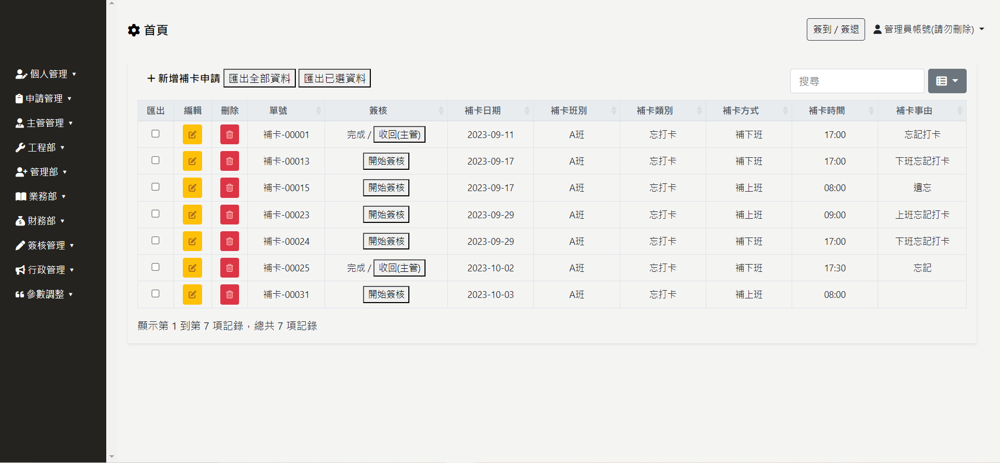 首頁
簽到 / 簽退
管理員帳號(請勿刪除)
個人管理
申請管理
主管管理
工程部
管理部
業務部
財務部
簽核管理
行政管理
參數調整
+ 新增補卡申請 匯出全部資料 匯出已選資料
搜尋
匯出 編輯 刪除 單號 簽核 補卡日期 補卡班別 補卡類別 補卡方式 補卡時間 補卡事由
補卡-00001 完成 / 收回(主管) 2023-09-11 A班 忘打卡 補下班 17:00 忘記打卡
補卡-00013 開始簽核 2023-09-17 A班 忘打卡 補下班 17:00 下班忘記打卡
補卡-00015 開始簽核 2023-09-17 A班 忘打卡 補上班 08:00 遺忘
補卡-00023 開始簽核 2023-09-29 A班 忘打卡 補上班 09:00 上班忘記打卡
補卡-00024 開始簽核 2023-09-29 A班 忘打卡 補下班 17:00 下班忘記打卡
補卡-00025 完成 / 收回(主管) 2023-10-02 A班 忘打卡 補下班 17:30 忘記
補卡-00031 開始簽核 2023-10-03 A班 忘打卡 補上班 08:00
顯示第 1 到第 7 項記錄，總共 7 項記錄